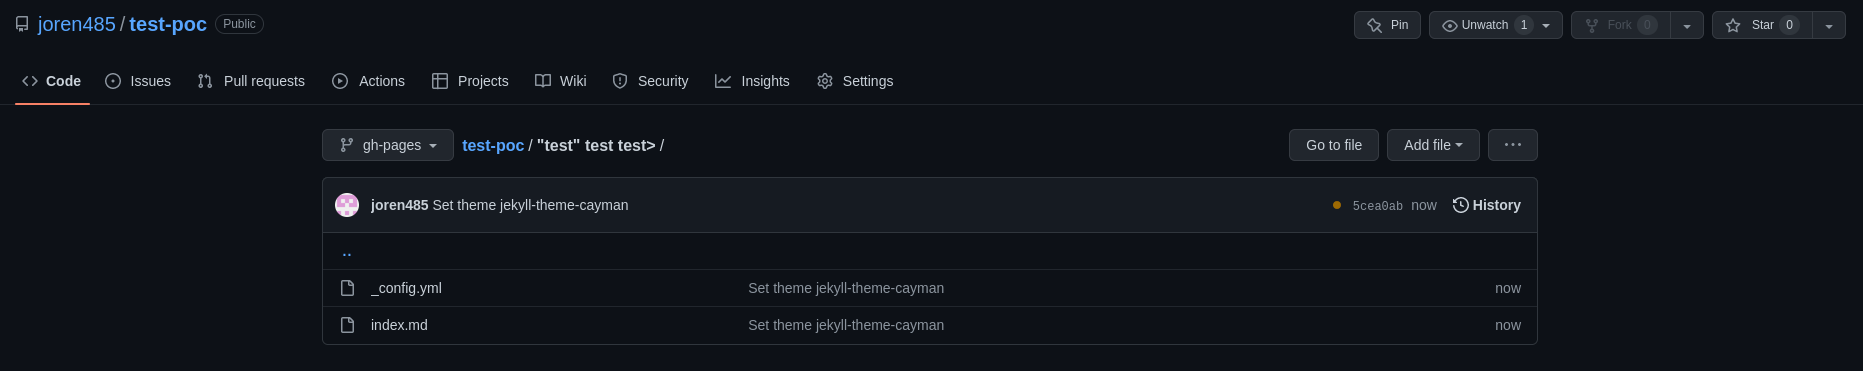 joren485 / test-poc Public Pin Unwatch 1 Fork 0 Star 0
Code Issues Pull requests Actions Projects Wiki Security Insights Settings
gh-pages test-poc / "test" test test> / Go to file Add file ···
joren485 Set theme jekyll-theme-cayman 5cea0ab now History
..
_config.yml Set theme jekyll-theme-cayman now
index.md Set theme jekyll-theme-cayman now